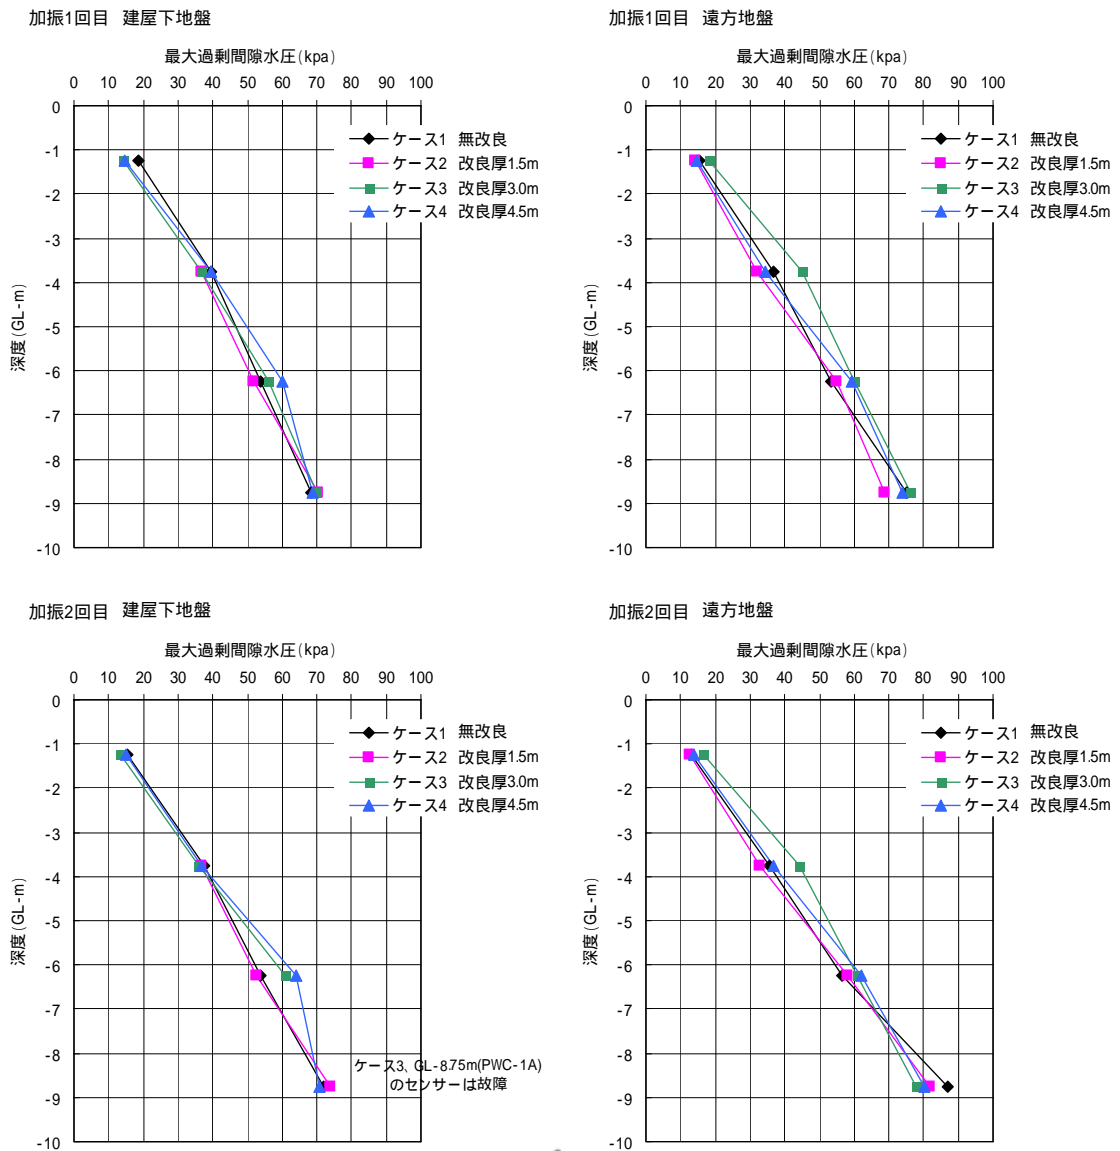 加振1回目 建屋下地盤
最大過剰間隙水圧(kpa)
0 10 20 30 40 50 60 70 80 90 100
0
-1
-2
-3
-4
-5
-6
-7
-8
-9
-10
深度(GL-m)
ケース1 無改良
ケース2 改良厚1.5m
ケース3 改良厚3.0m
ケース4 改良厚4.5m
加振1回目 遠方地盤
最大過剰間隙水圧(kpa)
0 10 20 30 40 50 60 70 80 90 100
0
-1
-2
-3
-4
-5
-6
-7
-8
-9
-10
深度(GL-m)
ケース1 無改良
ケース2 改良厚1.5m
ケース3 改良厚3.0m
ケース4 改良厚4.5m
加振2回目 建屋下地盤
最大過剰間隙水圧(kpa)
0 10 20 30 40 50 60 70 80 90 100
0
-1
-2
-3
-4
-5
-6
-7
-8
-9
-10
深度(GL-m)
ケース1 無改良
ケース2 改良厚1.5m
ケース3 改良厚3.0m
ケース4 改良厚4.5m
ケース3、GL-8.75m(PWC-1A)
のセンサーは故障
加振2回目 遠方地盤
最大過剰間隙水圧(kpa)
0 10 20 30 40 50 60 70 80 90 100
0
-1
-2
-3
-4
-5
-6
-7
-8
-9
-10
深度(GL-m)
ケース1 無改良
ケース2 改良厚1.5m
ケース3 改良厚3.0m
ケース4 改良厚4.5m